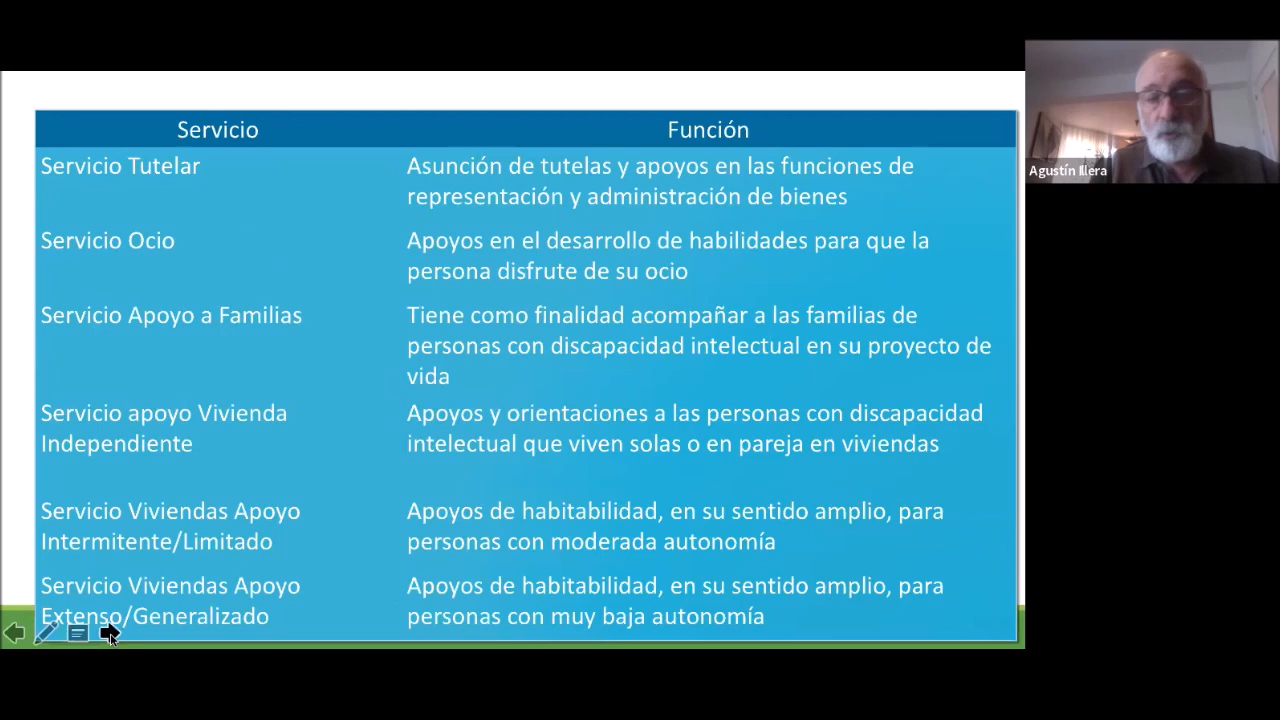 Servicio
Función
Servicio Tutelar
Asunción de tutelas y apoyos en las funciones de
representación y administración de bienes
Servicio Ocio
Apoyos en el desarrollo de habilidades para que la
persona disfrute de su ocio
Servicio Apoyo a Familias
Tiene como finalidad acompañar a las familias de
personas con discapacidad intelectual en su proyecto de
vida
Servicio apoyo Vivienda
Independiente
Apoyos y orientaciones a las personas con discapacidad
intelectual que viven solas o en pareja en viviendas
Servicio Viviendas Apoyo
Intermitente/Limitado
Apoyos de habitabilidad, en su sentido amplio, para
personas con moderada autonomía
Servicio Viviendas Apoyo
Extenso/Generalizado
Apoyos de habitabilidad, en su sentido amplio, para
personas con muy baja autonomía
Agustín Illera